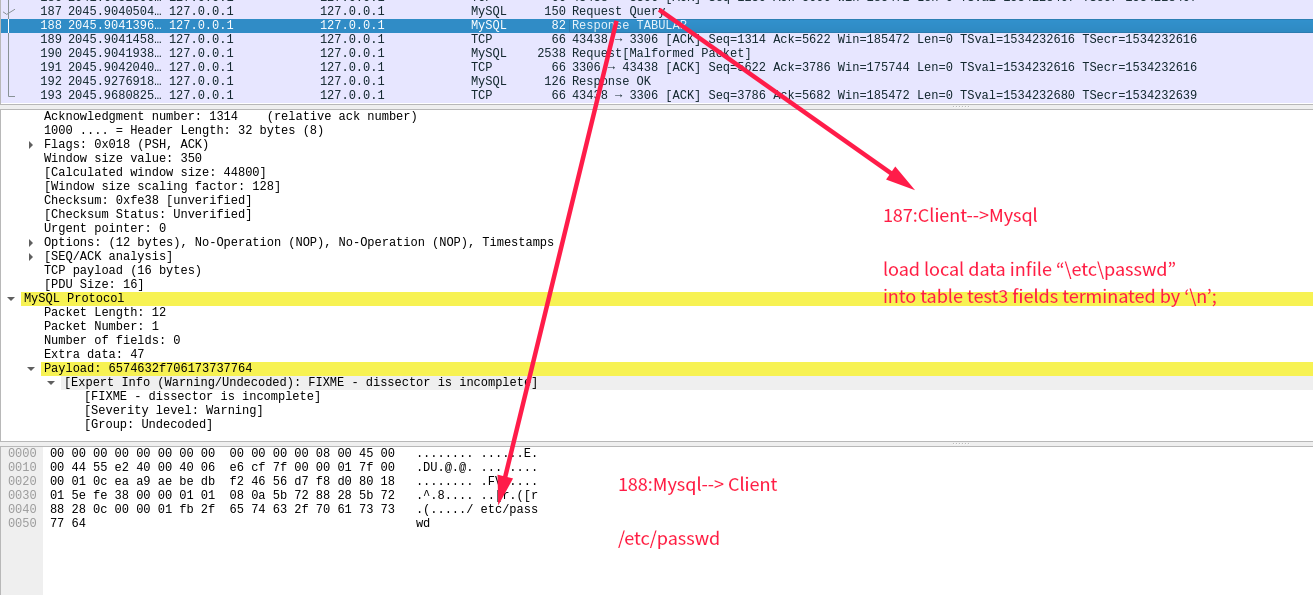 187 2045.9040504… 127.0.0.1 127.0.0.1 MySQL 150 Request Query
188 2045.9041396… 127.0.0.1 127.0.0.1 MySQL 82 Response TABULAR
189 2045.9041458… 127.0.0.1 127.0.0.1 TCP 66 43438 → 3306 [ACK] Seq=1314 Ack=5622 Win=185472 Len=0 TSval=1534232616 TSecr=1534232616
190 2045.9041938… 127.0.0.1 127.0.0.1 MySQL 2538 Request[Malformed Packet]
191 2045.9042040… 127.0.0.1 127.0.0.1 TCP 66 3306 → 43438 [ACK] Seq=5622 Ack=3786 Win=175744 Len=0 TSval=1534232616 TSecr=1534232616
192 2045.9276918… 127.0.0.1 127.0.0.1 MySQL 126 Response OK
193 2045.9680825… 127.0.0.1 127.0.0.1 TCP 66 43438 → 3306 [ACK] Seq=3786 Ack=5682 Win=185472 Len=0 TSval=1534232680 TSecr=1534232639
Acknowledgment number: 1314 (relative ack number)
1000 .... = Header Length: 32 bytes (8)
Flags: 0x018 (PSH, ACK)
Window size value: 350
[Calculated window size: 44800]
[Window size scaling factor: 128]
Checksum: 0xfe38 [unverified]
[Checksum Status: Unverified]
Urgent pointer: 0
Options: (12 bytes), No-Operation (NOP), No-Operation (NOP), Timestamps
[SEQ/ACK analysis]
TCP payload (16 bytes)
[PDU Size: 16]
MySQL Protocol
Packet Length: 12
Packet Number: 1
Number of fields: 0
Extra data: 47
Payload: 6574632f706173737764
[Expert Info (Warning/Undecoded): FIXME - dissector is incomplete]
[FIXME - dissector is incomplete]
[Severity level: Warning]
[Group: Undecoded]
187:Client-->Mysql
load local data infile “\etc\passwd”
into table test3 fields terminated by ‘\n’;
0000 00 00 00 00 00 00 00 00 00 00 00 00 08 00 45 00 ........ ......E.
0010 00 44 55 e2 40 00 40 06 e6 cf 7f 00 00 01 7f 00 .DU.@.@. ........
0020 00 01 0c ea a9 ae be db f2 46 56 d7 f8 d0 80 18 ........ .FV.....
0030 01 5e fe 38 00 00 01 01 08 0a 5b 72 88 28 5b 72 .^.8.... ..[r.([r
0040 88 28 0c 00 00 01 fb 2f 65 74 63 2f 70 61 73 73 .(...../ etc/pass
0050 77 64 wd
188:Mysql--> Client
/etc/passwd